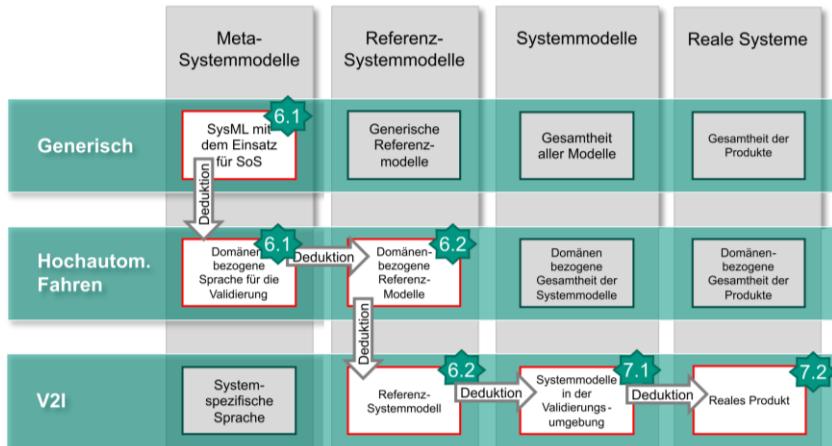 Meta-
Systemmodelle
Referenz-
Systemmodelle
Systemmodelle
Reale Systeme
Generisch
6.1
SysML mit
dem Einsatz
für SoS
Generische
Referenz-
modelle
Gesamtheit
aller Modelle
Gesamtheit der
Produkte
Deduktion
Hochautom.
Fahren
6.1
Domänen
bezogene
Sprache für die
Validierung
Deduktion
6.2
Domänen-
bezogene
Referenz-
Modelle
Domänen
bezogene
Gesamtheit der
Systemmodelle
Domänen-
bezogene
Gesamtheit der
Produkte
Deduktion
V2I
System-
spezifische
Sprache
6.2
Referenz-
Systemmodell
Deduktion
7.1
Systemmodelle
in der
Validierungs-
umgebung
Deduktion
7.2
Reales Produkt